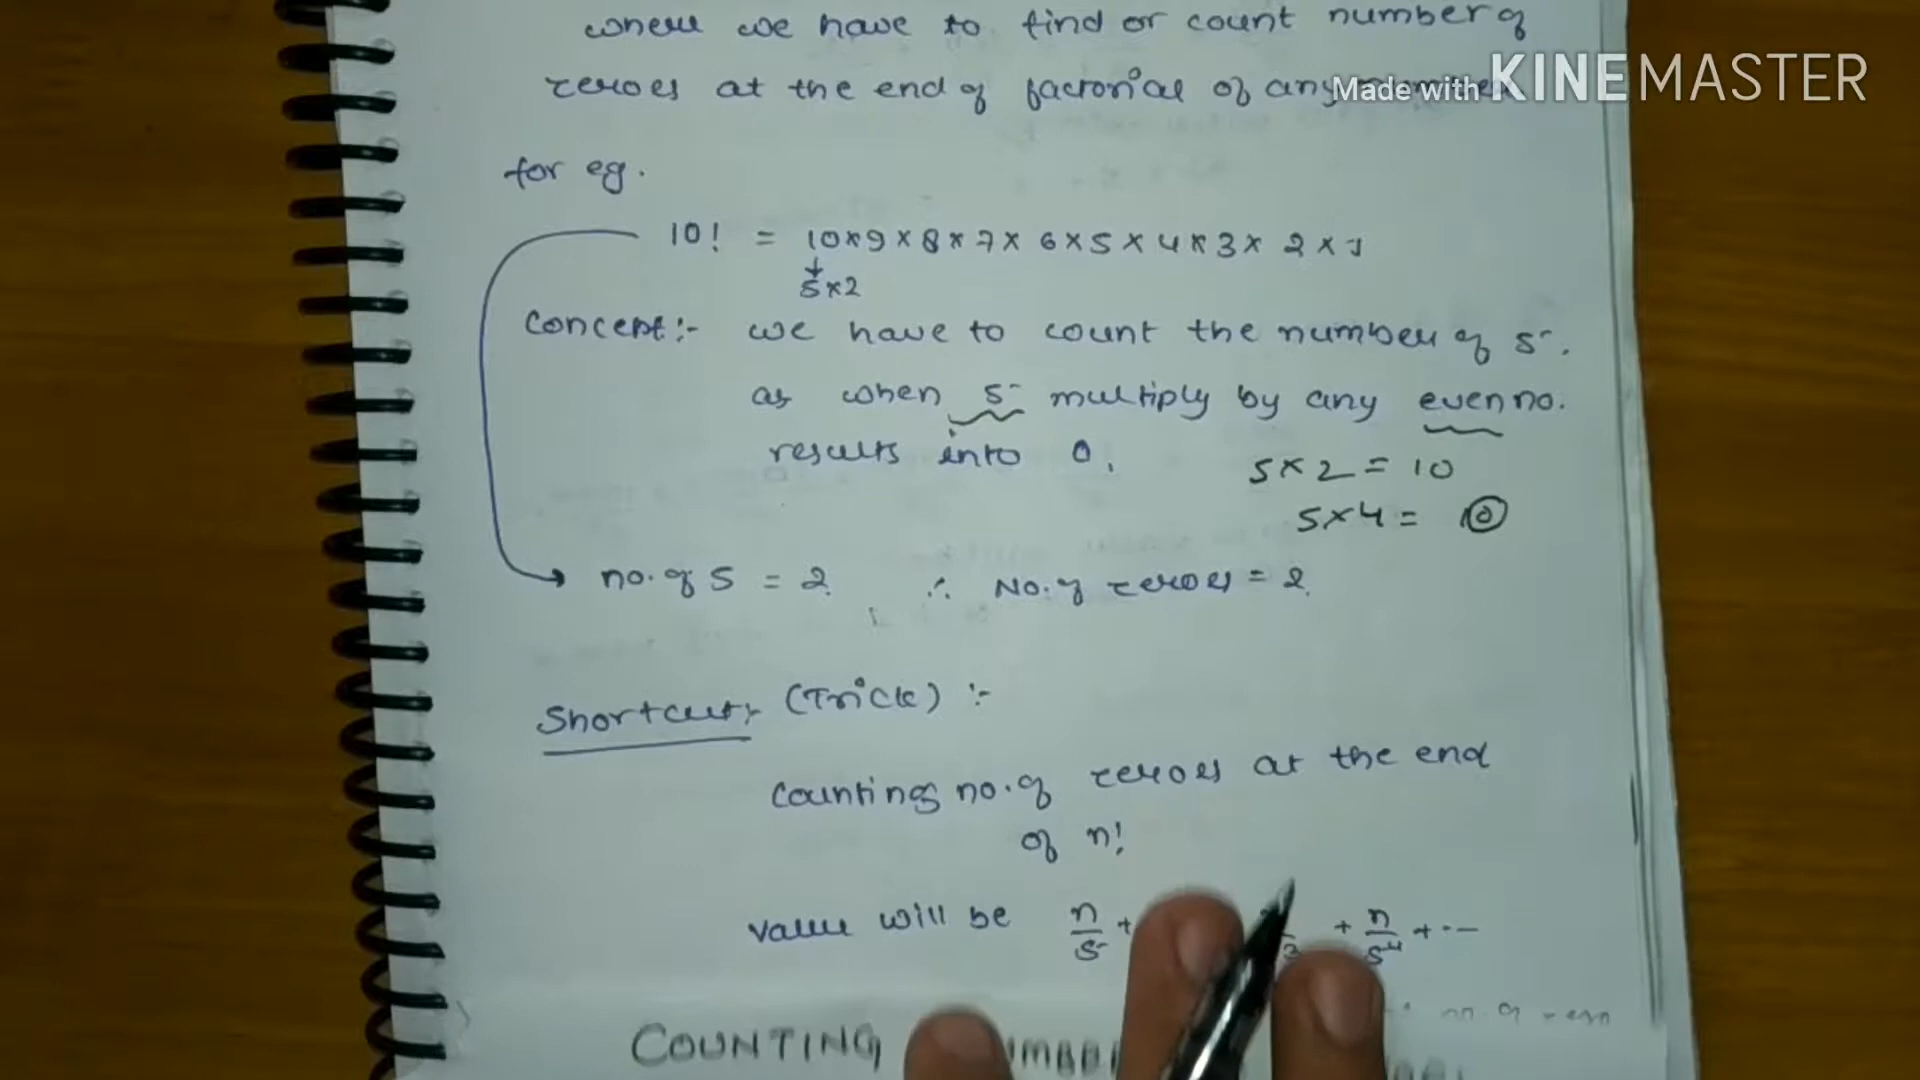 where we have to find or count number of
zeroes at the end of factorial of any
Made with KINEMASTER
for eg.
10! = 10×9×8×7×6×5×4×3×2×1
5×2
Concept:- we have to count the number of 5.
as when 5 multiply by any even no.
results into 0.
5×2=10
5×4= 10
no. of 5 = 2 ∴ No. of zeroes = 2
Shortcut:- (Trick) :-
Counting no. of zeroes at the end
of n!
value will be n/5 + + n/5⁴ + ...
COUNTING